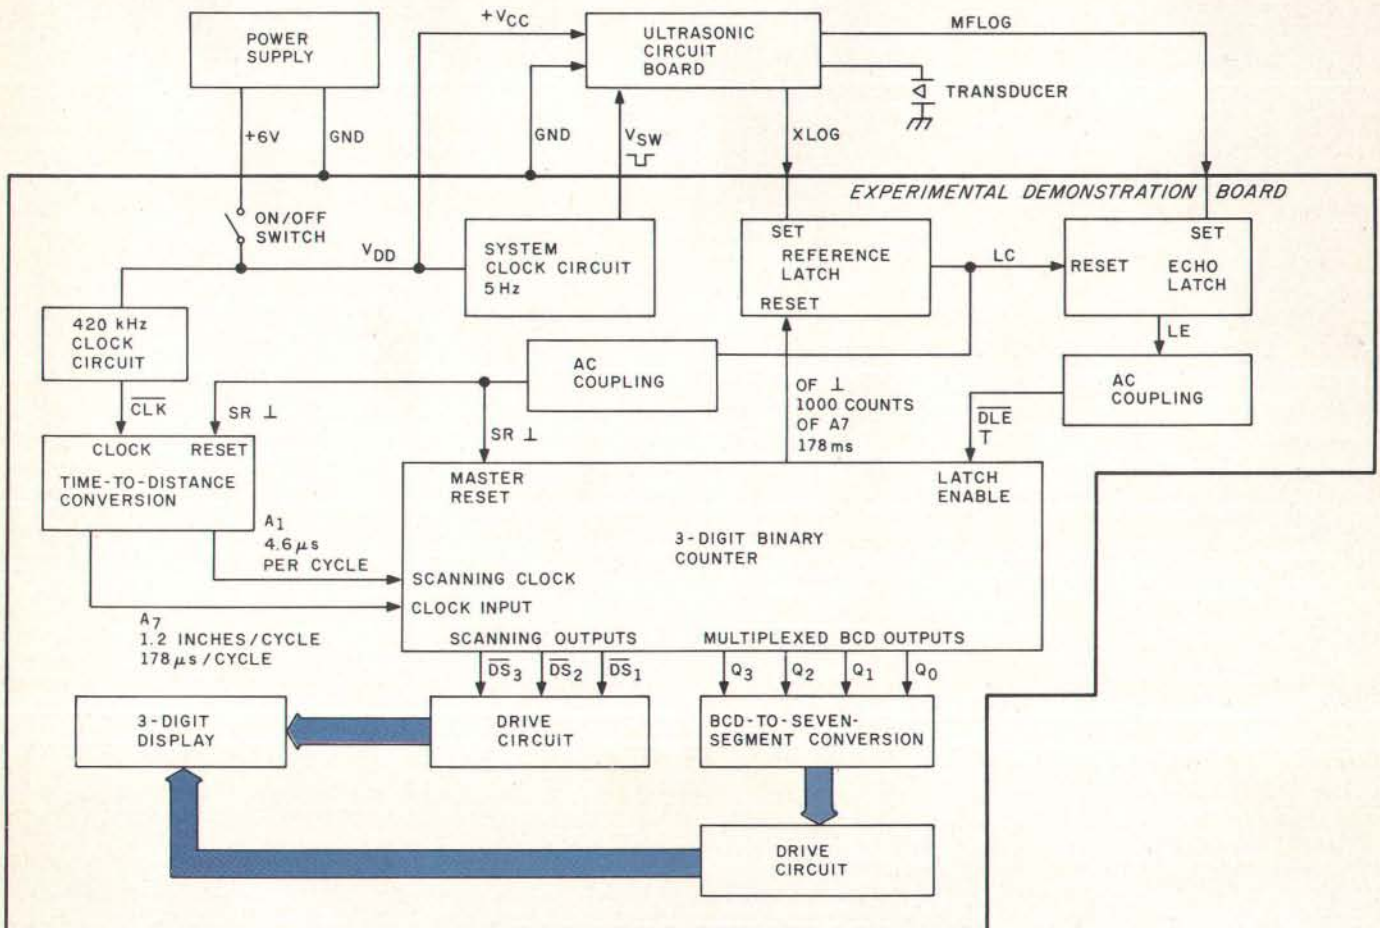 POWER
SUPPLY
+6V
GND
+VCC
GND
VSW
ULTRASONIC
CIRCUIT
BOARD
MFLOG
TRANSDUCER
XLOG
EXPERIMENTAL DEMONSTRATION BOARD
ON/OFF
SWITCH
VDD
SYSTEM
CLOCK CIRCUIT
5 Hz
SET
REFERENCE
LATCH
RESET
LC
SET
RESET
ECHO
LATCH
LE
420 kHz
CLOCK
CIRCUIT
AC
COUPLING
AC
COUPLING
CLK
SR ⊥
SR ⊥
OF ⊥
1000 COUNTS
OF A7
178 ms
DLE
T
CLOCK
RESET
TIME-TO-DISTANCE
CONVERSION
MASTER
RESET
LATCH
ENABLE
3-DIGIT BINARY
COUNTER
A1
4.6 µs
PER CYCLE
SCANNING CLOCK
CLOCK INPUT
A7
1.2 INCHES/CYCLE
178 µs/CYCLE
SCANNING OUTPUTS
MULTIPLEXED BCD OUTPUTS
DS3 DS2 DS1
Q3 Q2 Q1 Q0
3-DIGIT
DISPLAY
DRIVE
CIRCUIT
BCD-TO-SEVEN-
SEGMENT CONVERSION
DRIVE
CIRCUIT